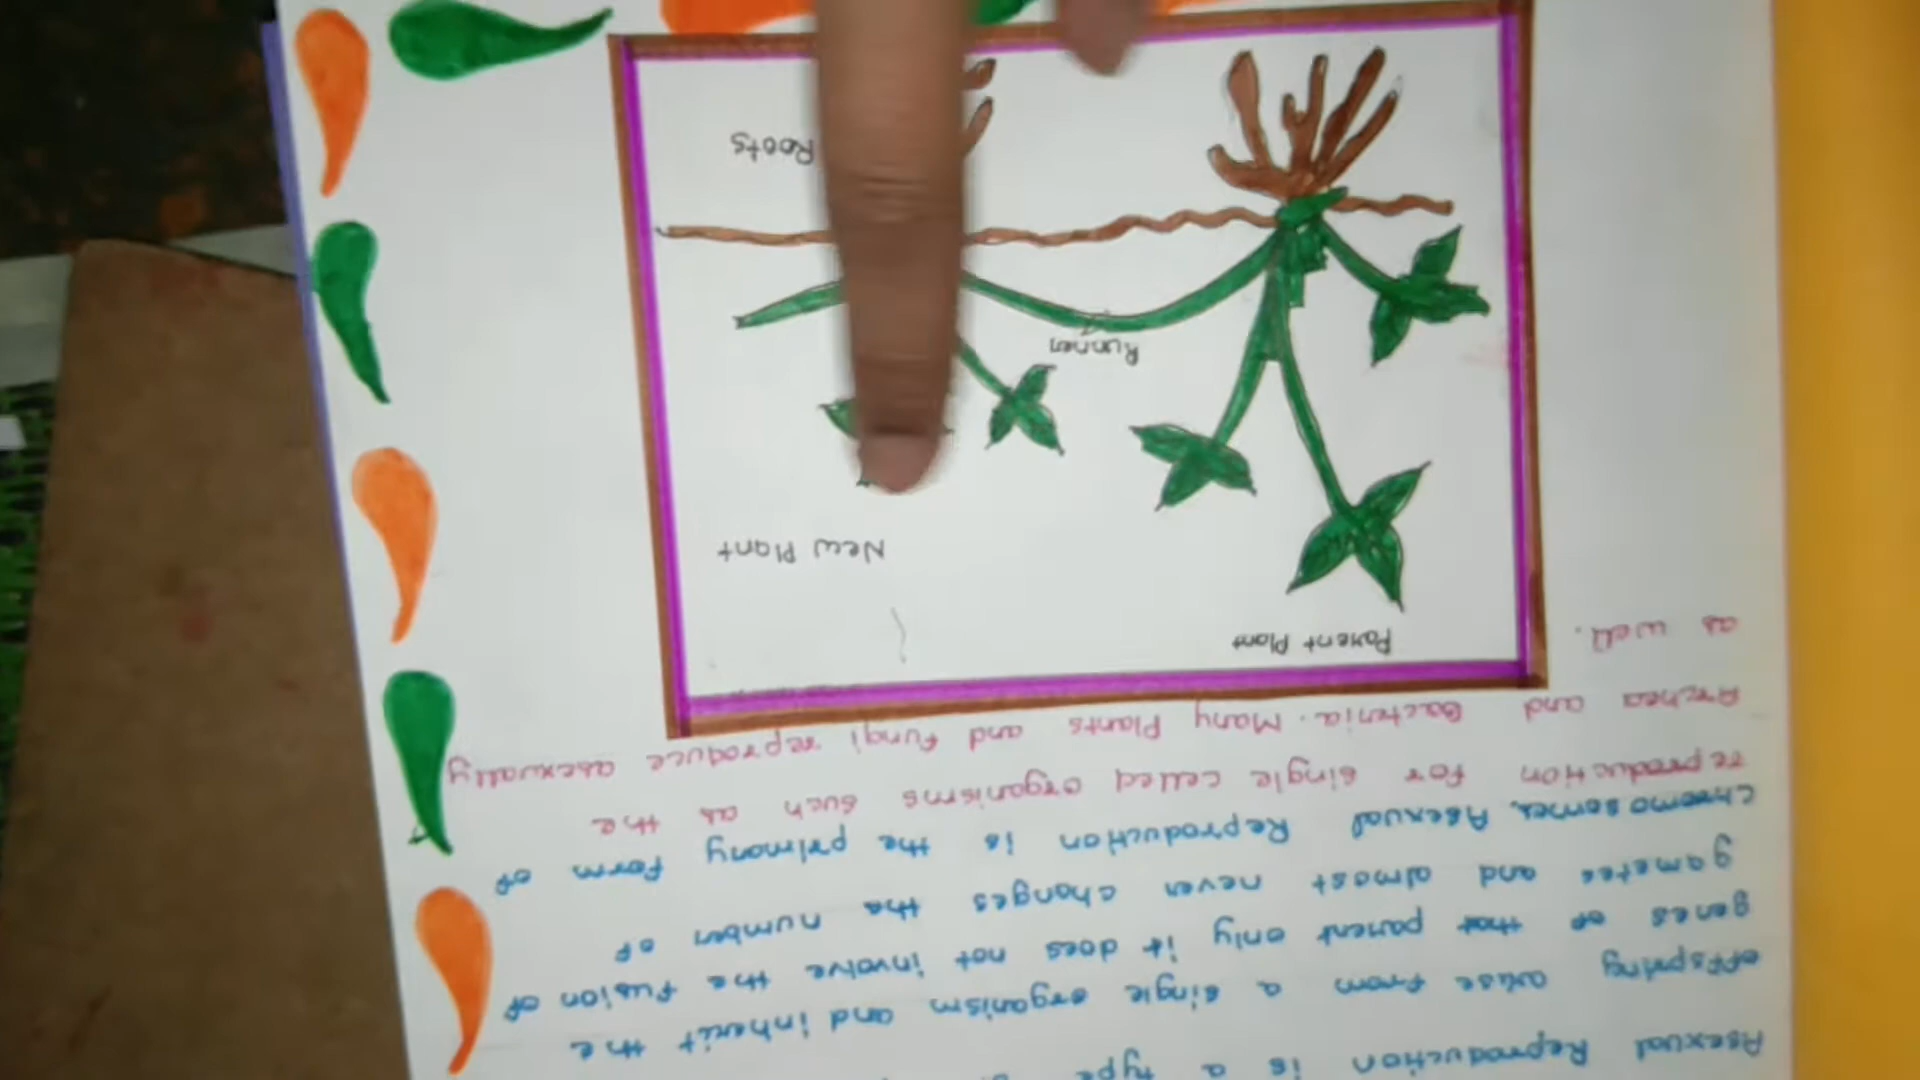 Asexual Reproduction is a type
offspring arise from a single organism and inherit the
genes of that parent only it does not involve the fusion of
gametes and almost never changes the number of
chromosomes. Asexual Reproduction is the primary form of
reproduction for single celled organisms such as the
Archea and Bacteria. Many Plants and fungi reproduce asexually
as well.
Parent Plant
New Plant
Runner
Roots